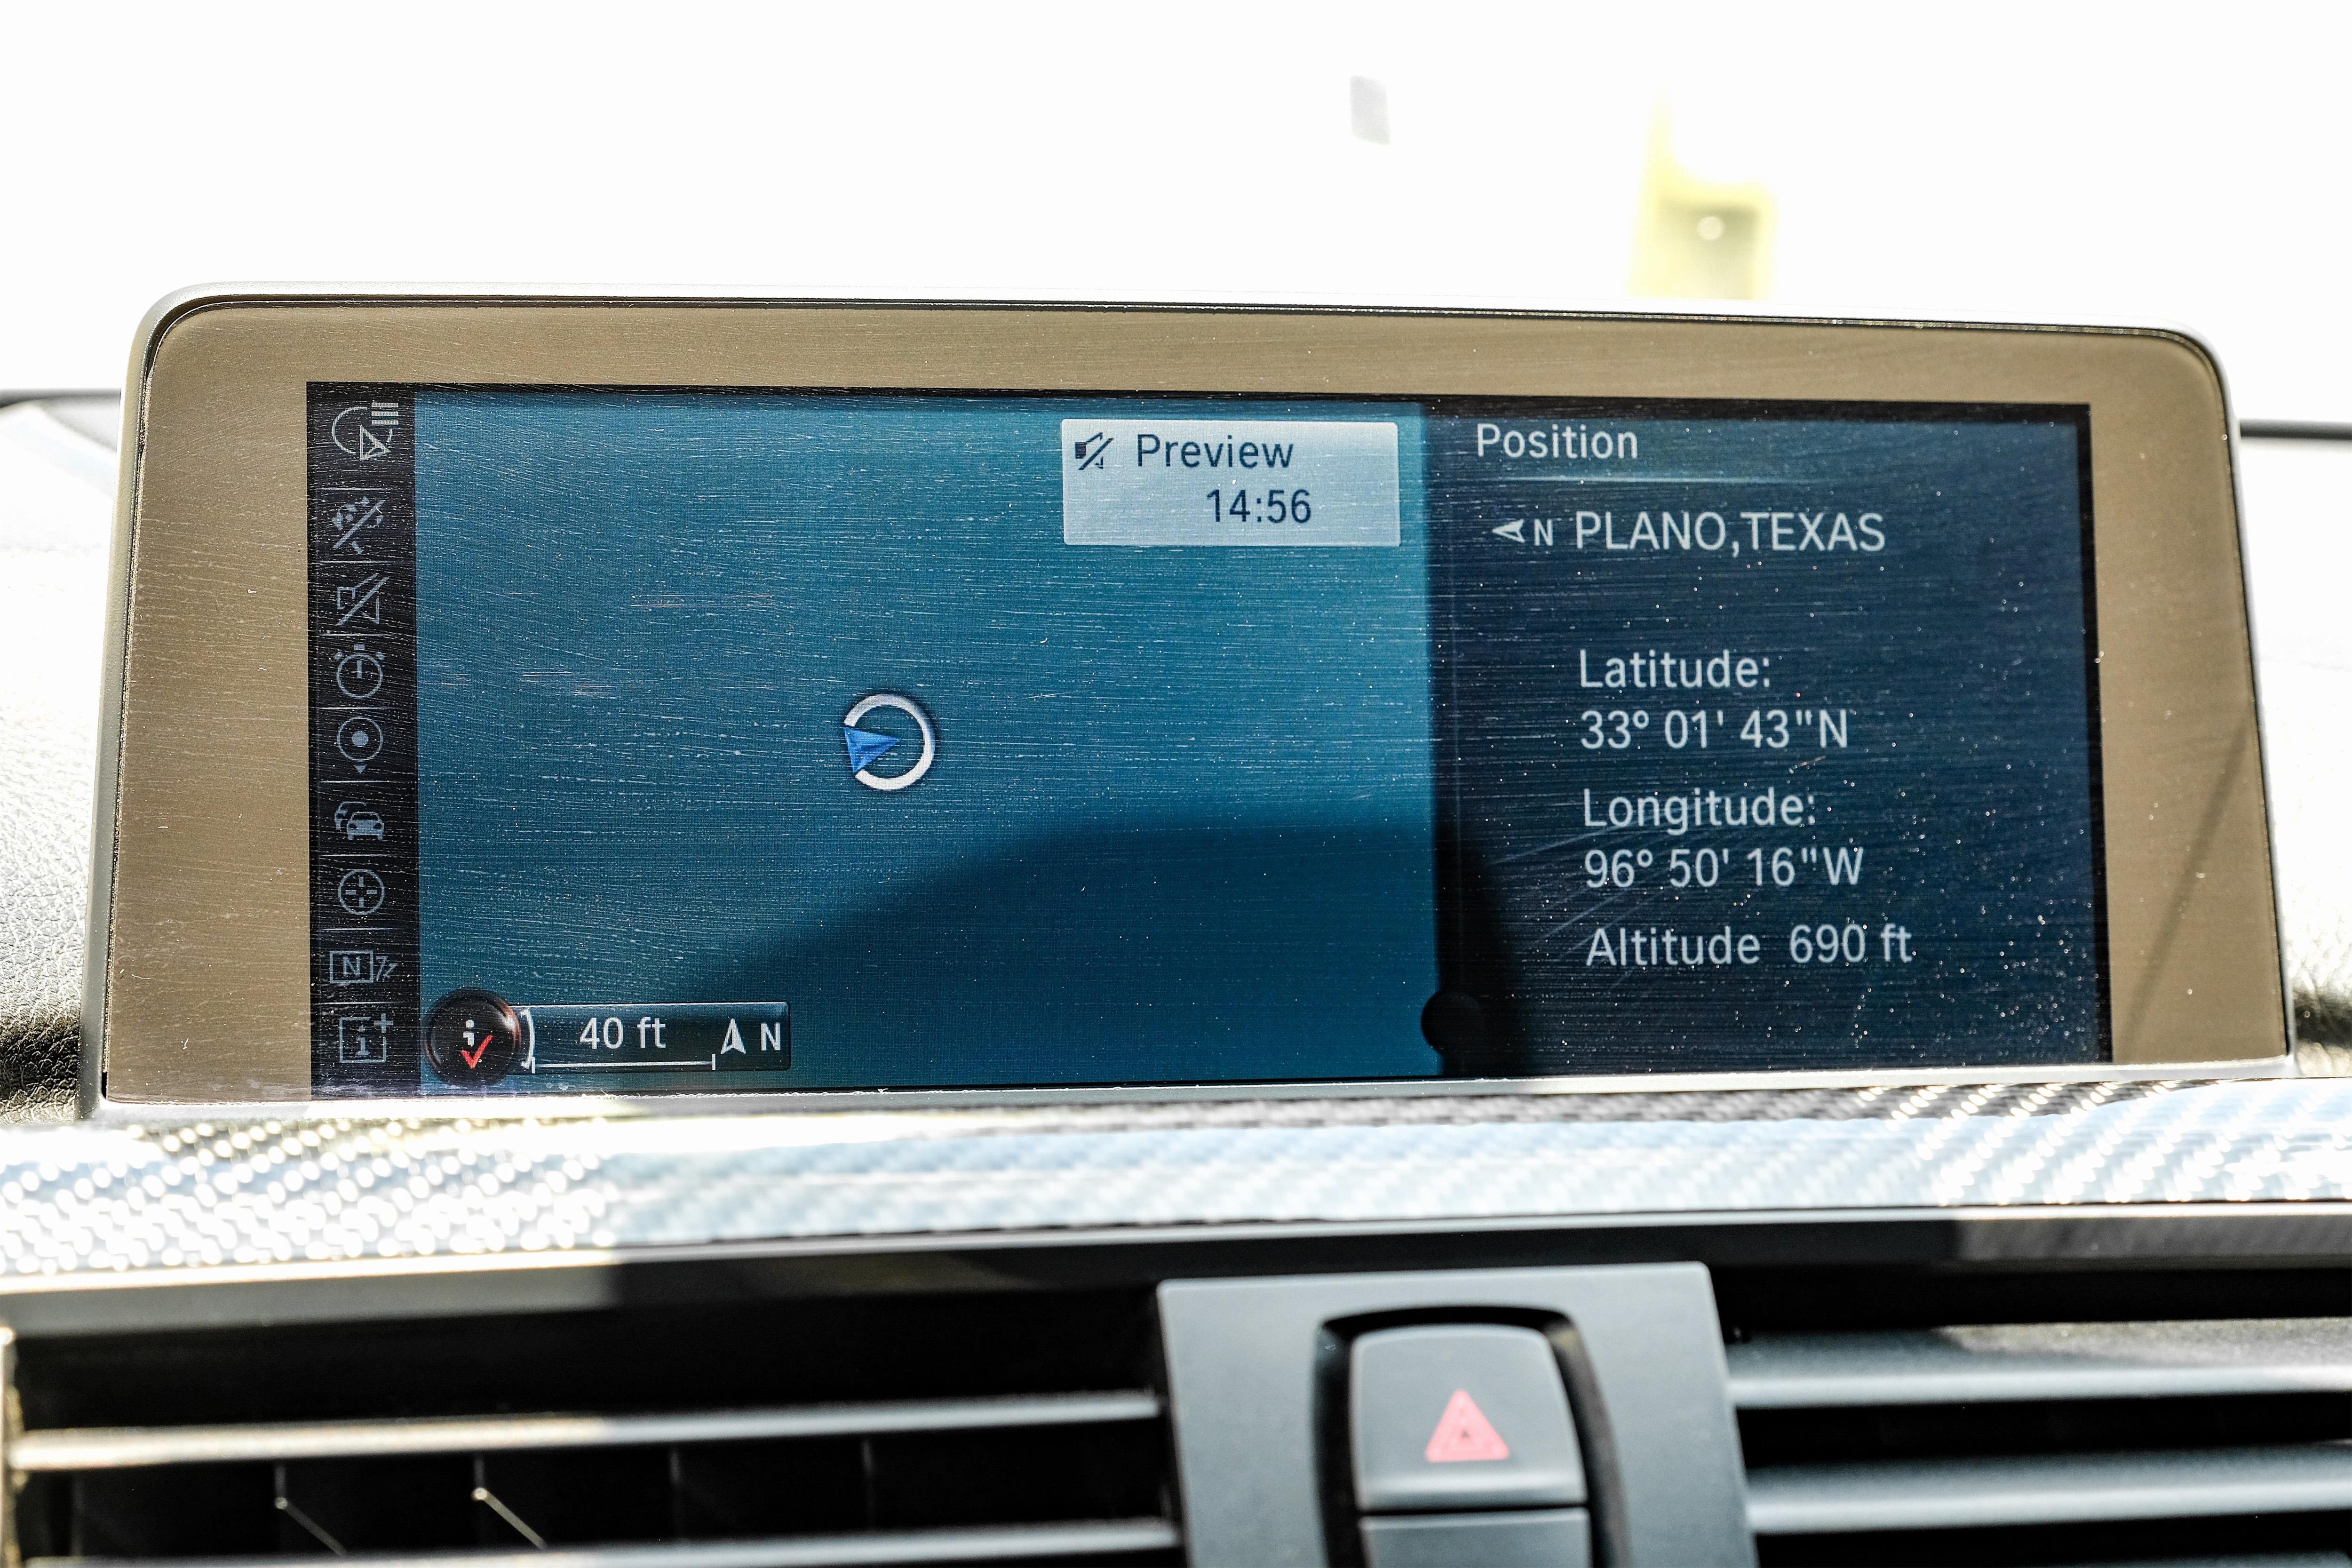 Preview
14:56
Position
N PLANO,TEXAS
Latitude:
33° 01' 43"N
Longitude:
96° 50' 16"W
Altitude 690 ft
N
i
40 ft N